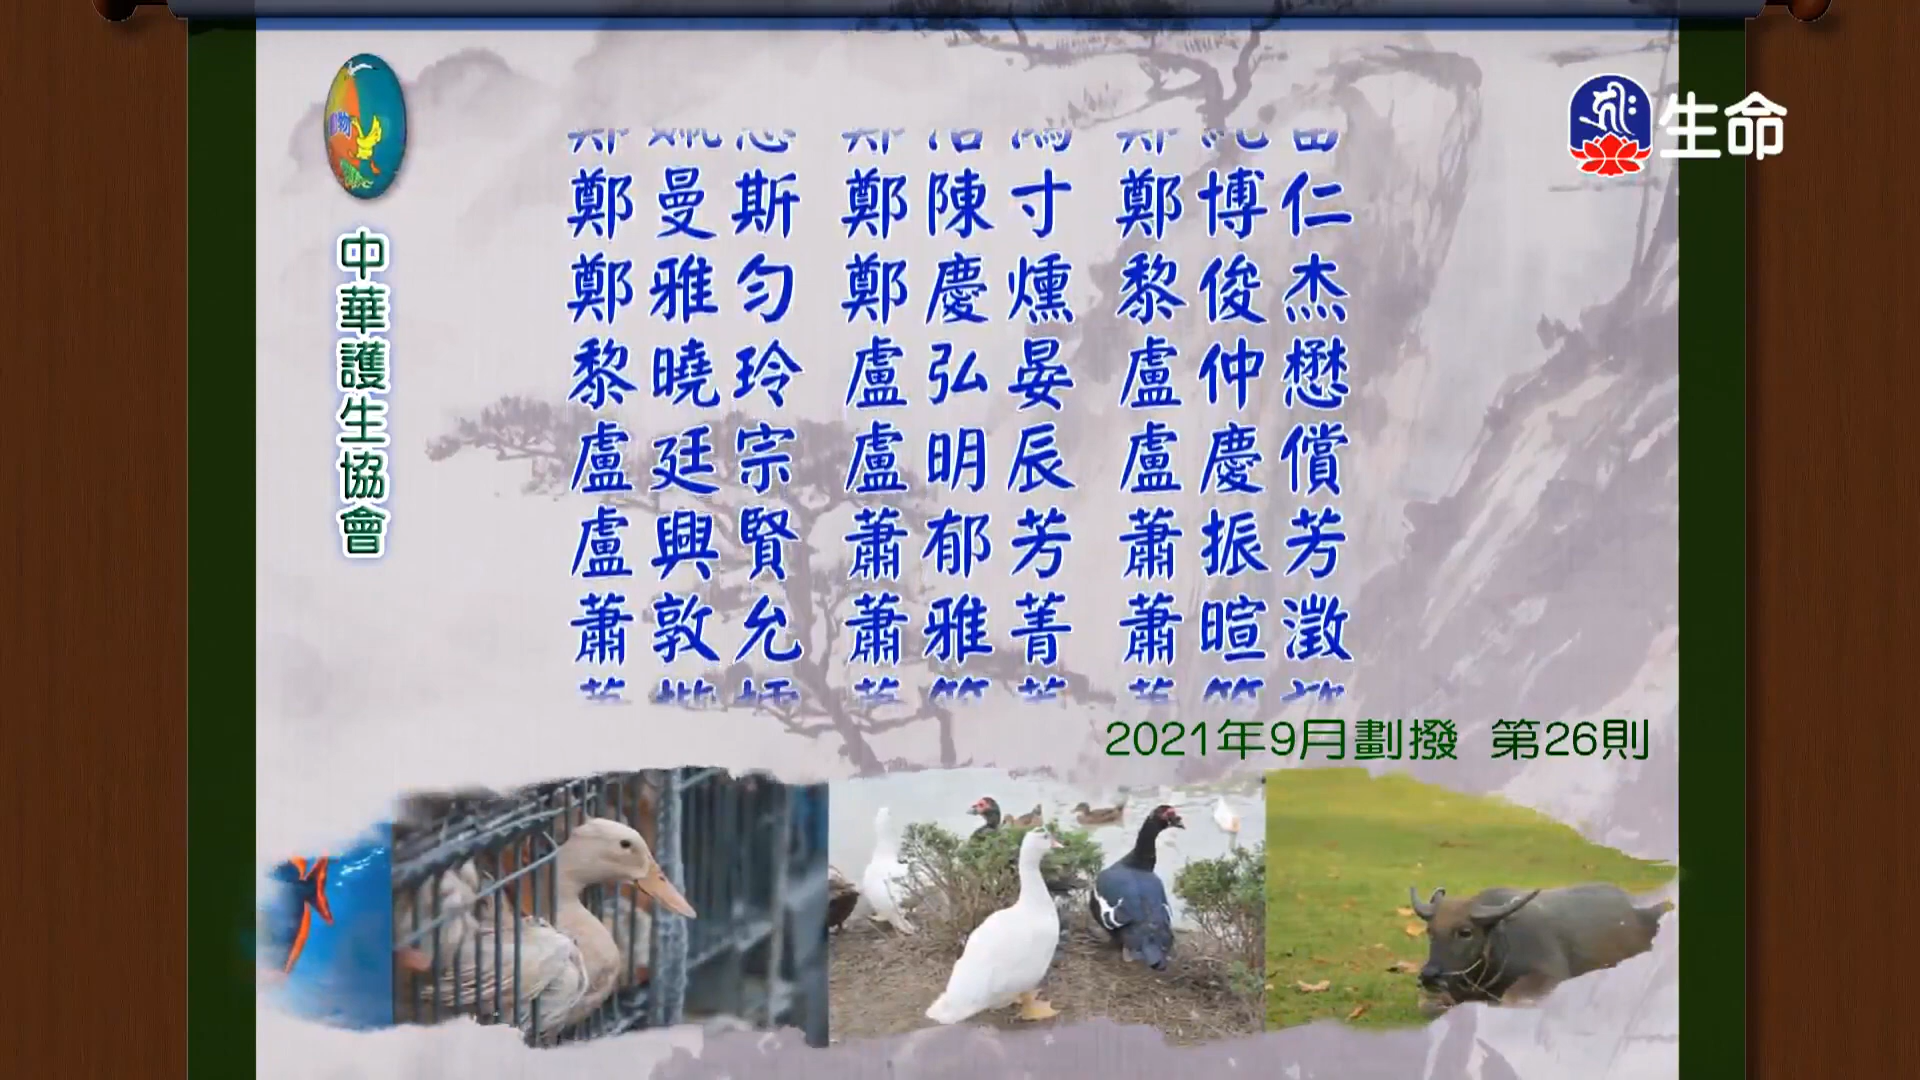 生命
動物
中華護生協會
鄭曼斯 鄭陳寸 鄭博仁
鄭雅勻 鄭慶燻 黎俊杰
黎曉玲 盧弘晏 盧仲懋
盧廷宗 盧明辰 盧慶償
盧興賢 蕭郁芳 蕭振芳
蕭敦允 蕭雅菁 蕭暄澂
2021年9月劃撥 第26則